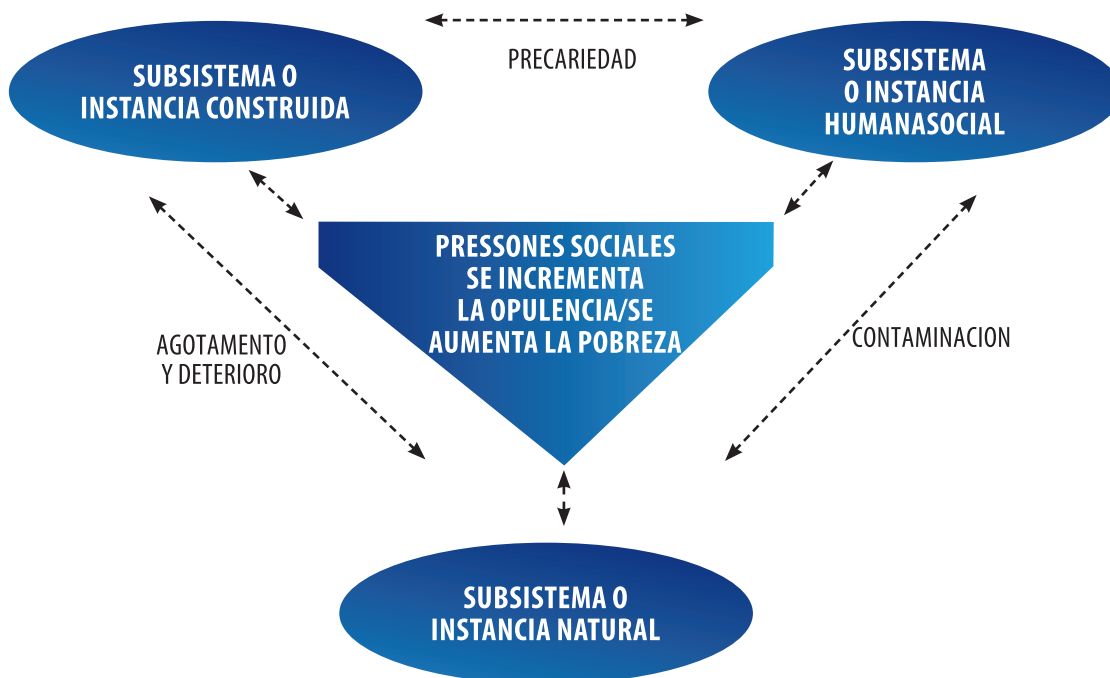 SUBSISTEMA O
INSTANCIA CONSTRUIDA
PRECARIEDAD
SUBSISTEMA
O INSTANCIA
HUMANASOCIAL
PRESSONES SOCIALES
SE INCREMENTA
LA OPULENCIA/SE
AUMENTA LA POBREZA
AGOTAMENTO
Y DETERIORO
CONTAMINACION
SUBSISTEMA O
INSTANCIA NATURAL